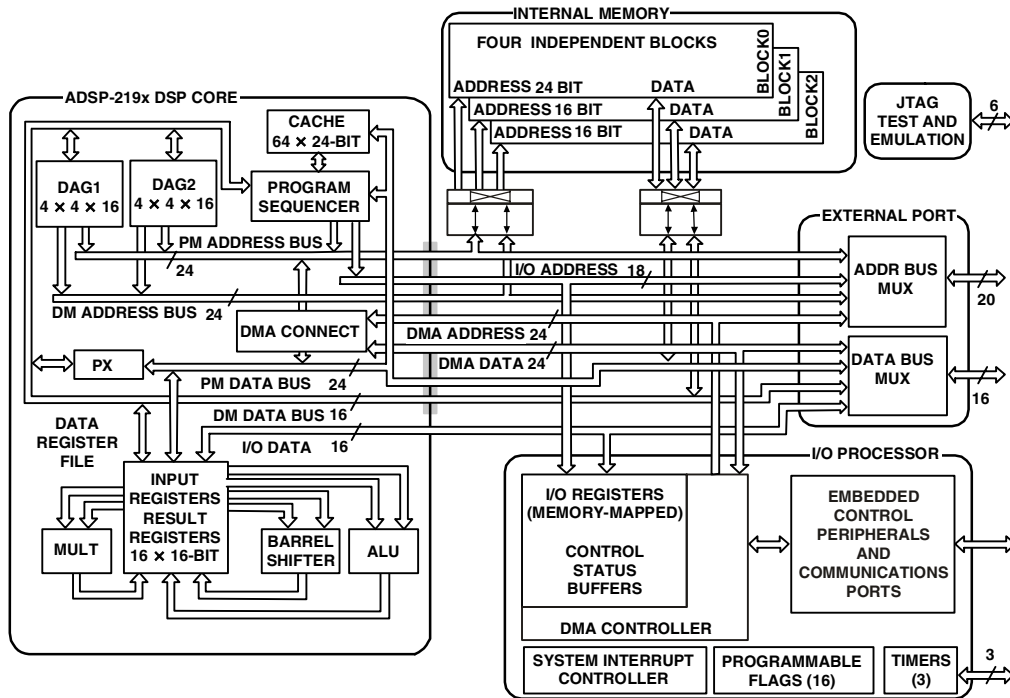 INTERNAL MEMORY
FOUR INDEPENDENT BLOCKS
BLOCK0
BLOCK1
BLOCK2
ADDRESS 24 BIT
DATA
ADDRESS 16 BIT
DATA
ADDRESS 16 BIT
DATA
JTAG
TEST AND
EMULATION
6
ADSP-219x DSP CORE
CACHE
64 × 24-BIT
DAG1
4 × 4 × 16
DAG2
4 × 4 × 16
PROGRAM
SEQUENCER
EXTERNAL PORT
PM ADDRESS BUS
24
I/O ADDRESS
18
ADDR BUS
MUX
20
DM ADDRESS BUS
24
DMA CONNECT
DMA ADDRESS
24
DMA DATA
24
PX
PM DATA BUS
24
DATA BUS
MUX
16
DM DATA BUS
16
I/O DATA
16
DATA
REGISTER
FILE
INPUT
REGISTERS
RESULT
REGISTERS
16 × 16-BIT
MULT
BARREL
SHIFTER
ALU
I/O PROCESSOR
I/O REGISTERS
(MEMORY-MAPPED)
CONTROL
STATUS
BUFFERS
DMA CONTROLLER
EMBEDDED
CONTROL
PERIPHERALS
AND
COMMUNICATIONS
PORTS
SYSTEM INTERRUPT
CONTROLLER
PROGRAMMABLE
FLAGS (16)
TIMERS
(3)
3